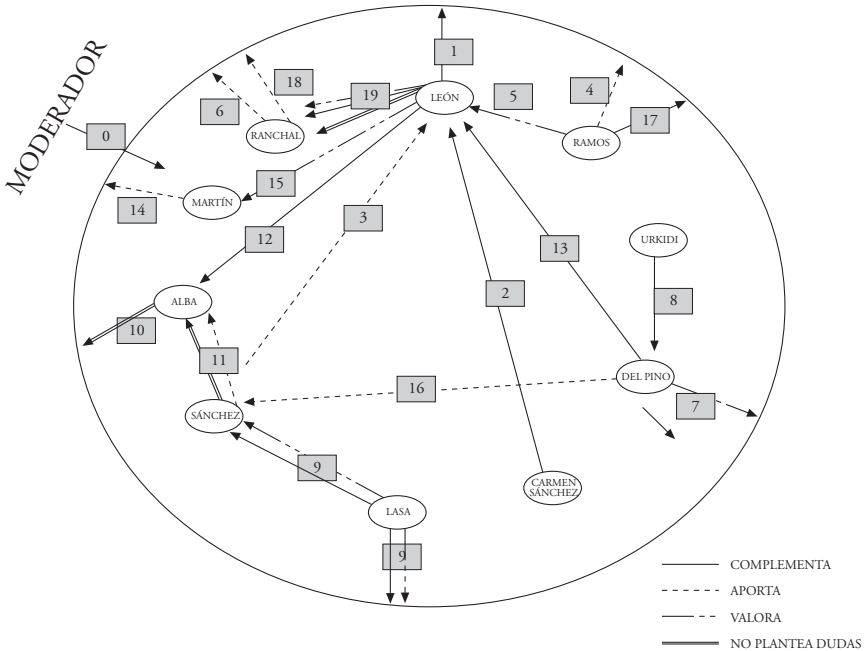 MODERADOR
0
1
LEÓN
18
19
6
RANCHAL
5
4
17
RAMOS
15
MARTÍN
14
3
12
13
URKIDI
ALBA
2
8
10
11
DEL PINO
16
7
SÁNCHEZ
9
CARMEN
SÁNCHEZ
LASA
9
COMPLEMENTA
APORTA
VALORA
NO PLANTEA DUDAS